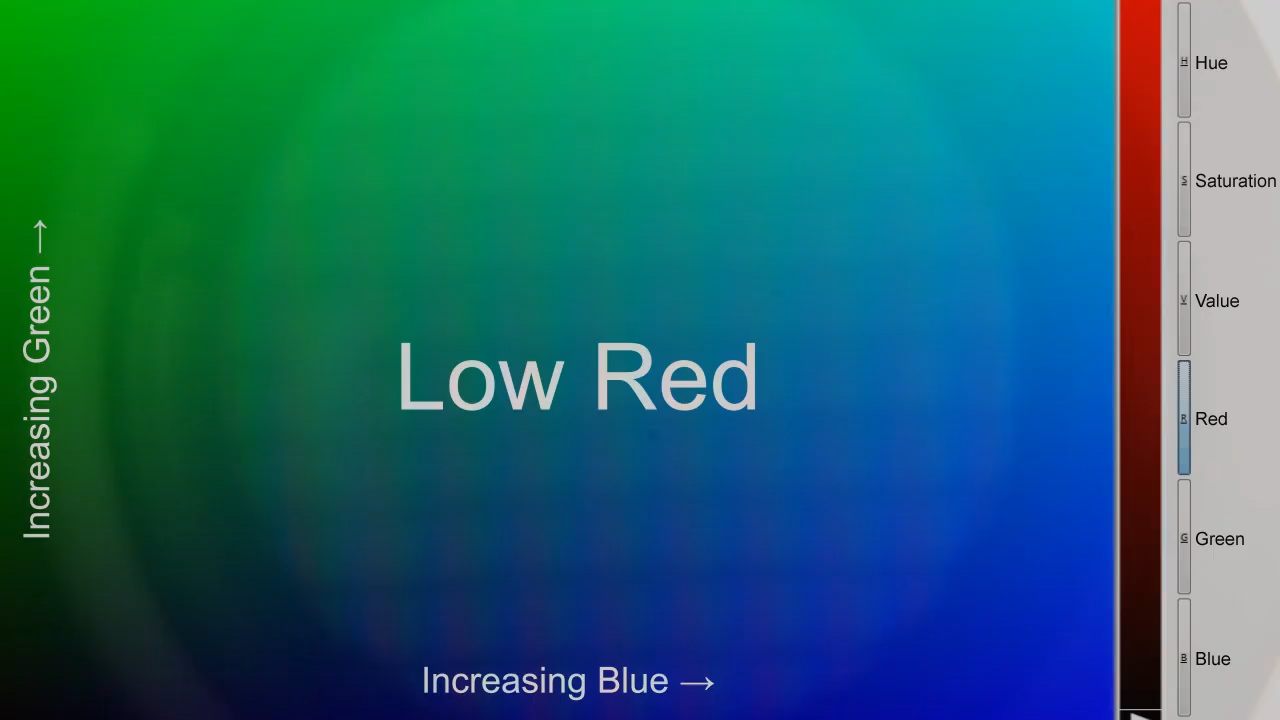 Increasing Green →
Low Red
Increasing Blue →
H Hue
S Saturation
V Value
R Red
G Green
B Blue